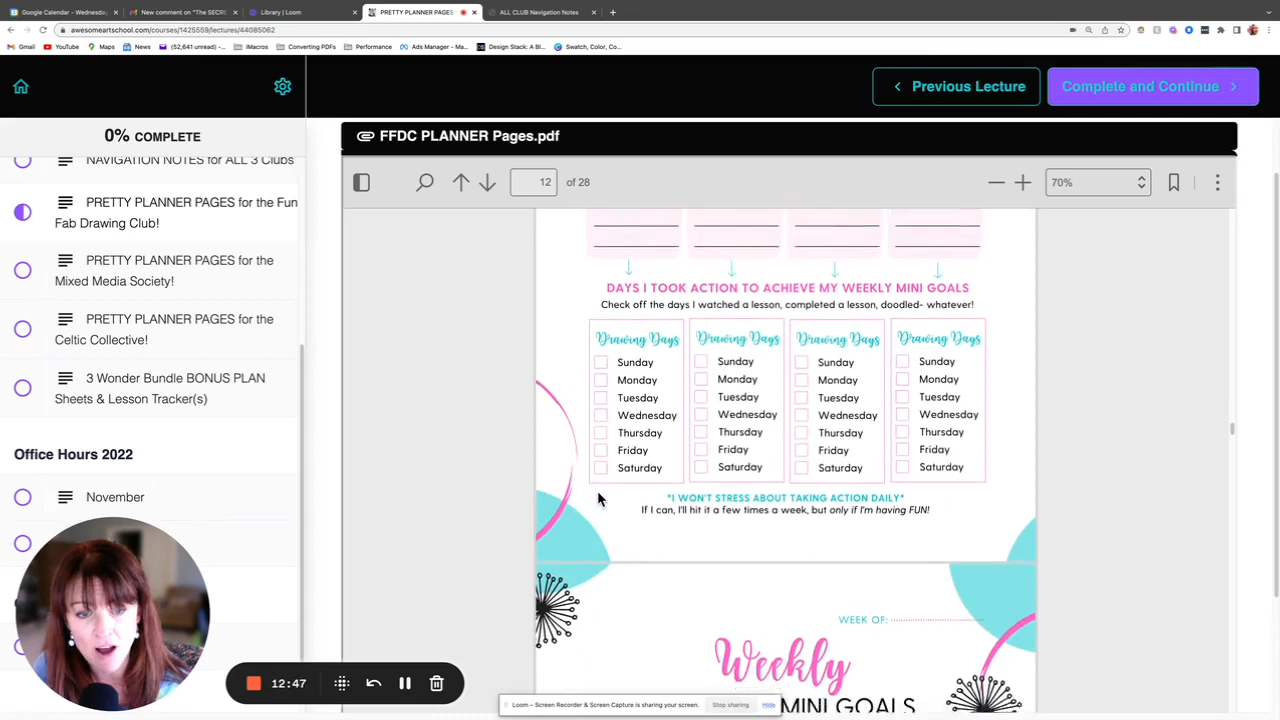 Google Calendar - Wednesday,
New comment on "The SECRE
Library | Loom
PRETTY PLANNER PAGES
ALL CLUB Navigation Notes
awesomeartschool.com/courses/1425559/lectures/44085062
Gmail
YouTube
Maps
News
(52,641 unread) -...
iMacros
Converting PDFs
Performance
Ads Manager - Ma...
Design Stack: A Bl...
Swatch, Color, Co...
Previous Lecture
Complete and Continue
0% COMPLETE
FFDC PLANNER Pages.pdf
12 of 28
70%
NAVIGATION NOTES for ALL 3 Clubs
PRETTY PLANNER PAGES for the Fun
Fab Drawing Club!
PRETTY PLANNER PAGES for the
Mixed Media Society!
PRETTY PLANNER PAGES for the
Celtic Collective!
3 Wonder Bundle BONUS PLAN
Sheets & Lesson Tracker(s)
Office Hours 2022
November
DAYS I TOOK ACTION TO ACHIEVE MY WEEKLY MINI GOALS
Check off the days I watched a lesson, completed a lesson, doodled- whatever!
Drawing Days
Sunday
Monday
Tuesday
Wednesday
Thursday
Friday
Saturday
Drawing Days
Sunday
Monday
Tuesday
Wednesday
Thursday
Friday
Saturday
Drawing Days
Sunday
Monday
Tuesday
Wednesday
Thursday
Friday
Saturday
Drawing Days
Sunday
Monday
Tuesday
Wednesday
Thursday
Friday
Saturday
*I WON'T STRESS ABOUT TAKING ACTION DAILY*
If I can, I'll hit it a few times a week, but only if I'm having FUN!
WEEK OF:
Weekly
MINI GOALS
12:47
Loom – Screen Recorder & Screen Capture is sharing your screen.
Stop sharing
Hide